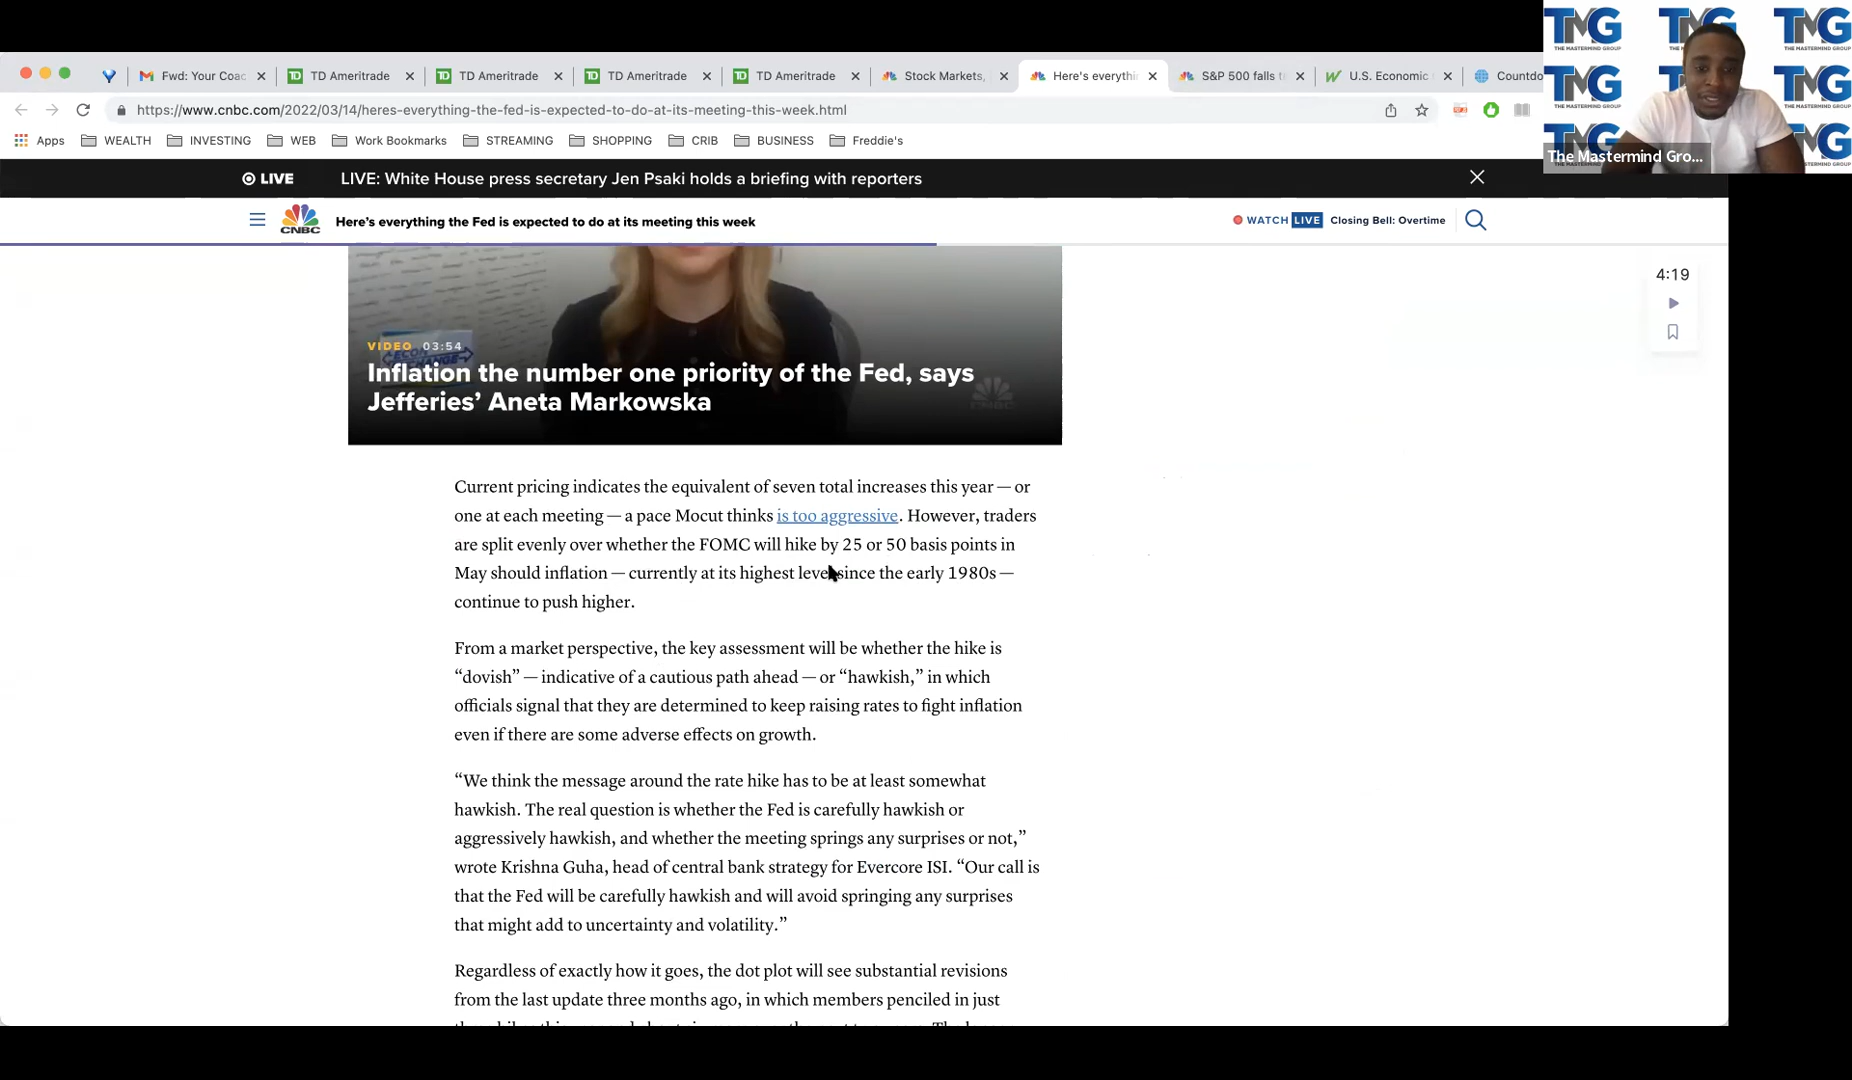 TMG TMG TMG
THE MASTERMIND GROUP
Fwd: Your Coac
TD Ameritrade
TD Ameritrade
TD Ameritrade
TD Ameritrade
Stock Markets,
Here's everythi
S&P 500 falls t
U.S. Economic
Countdo
https://www.cnbc.com/2022/03/14/heres-everything-the-fed-is-expected-to-do-at-its-meeting-this-week.html
Apps WEALTH INVESTING WEB Work Bookmarks STREAMING SHOPPING CRIB BUSINESS Freddie's
The Mastermind Gro...
LIVE LIVE: White House press secretary Jen Psaki holds a briefing with reporters
CNBC Here's everything the Fed is expected to do at its meeting this week WATCH LIVE Closing Bell: Overtime
4:19
VIDEO 03:54
Inflation the number one priority of the Fed, says
Jefferies' Aneta Markowska
CNBC
Current pricing indicates the equivalent of seven total increases this year — or
one at each meeting — a pace Mocut thinks is too aggressive. However, traders
are split evenly over whether the FOMC will hike by 25 or 50 basis points in
May should inflation — currently at its highest level since the early 1980s —
continue to push higher.
From a market perspective, the key assessment will be whether the hike is
“dovish” — indicative of a cautious path ahead — or “hawkish,” in which
officials signal that they are determined to keep raising rates to fight inflation
even if there are some adverse effects on growth.
“We think the message around the rate hike has to be at least somewhat
hawkish. The real question is whether the Fed is carefully hawkish or
aggressively hawkish, and whether the meeting springs any surprises or not,”
wrote Krishna Guha, head of central bank strategy for Evercore ISI. “Our call is
that the Fed will be carefully hawkish and will avoid springing any surprises
that might add to uncertainty and volatility.”
Regardless of exactly how it goes, the dot plot will see substantial revisions
from the last update three months ago, in which members penciled in just